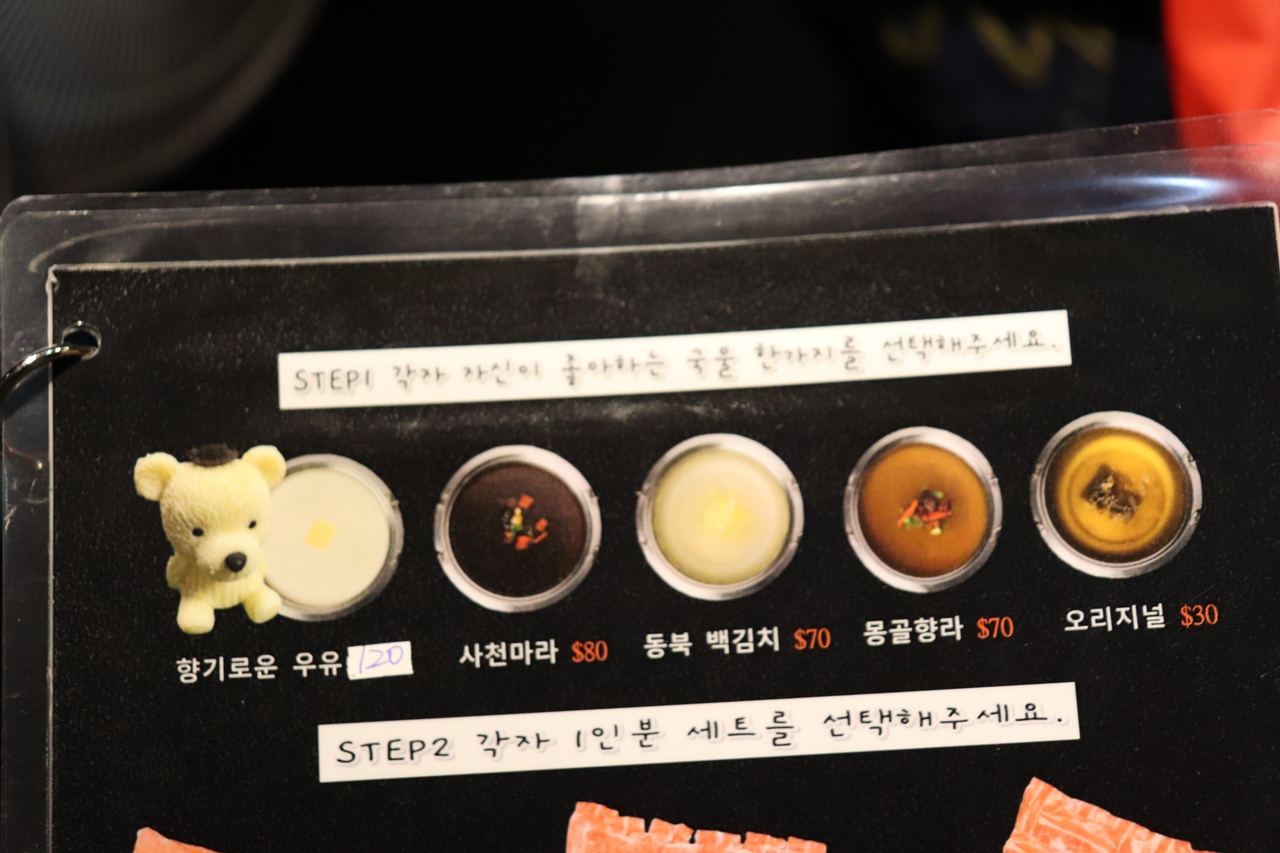 STEP1 각자 자신이 좋아하는 국물 한가지를 선택해주세요.
향기로운 우유 120
사천마라 $80
동북 백김치 $70
몽골향라 $70
오리지널 $30
STEP2 각자 1인분 세트를 선택해주세요.